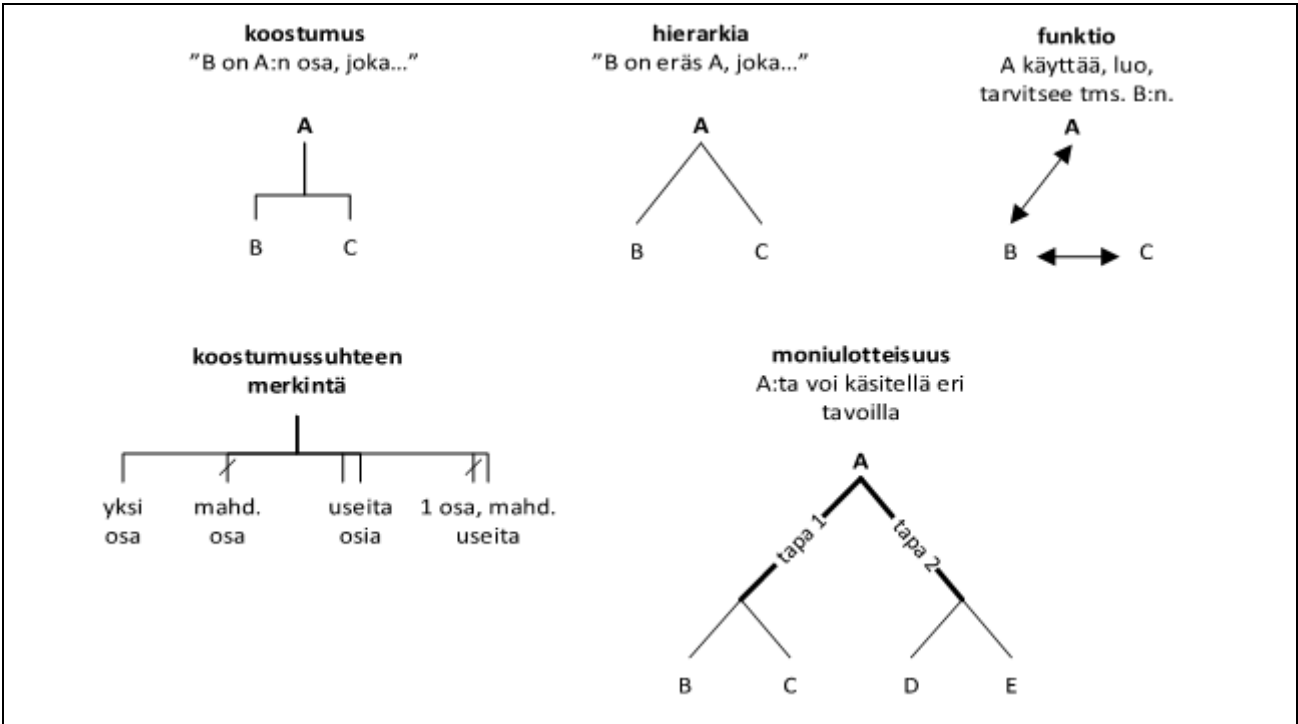 koostumus
”B on A:n osa, joka...”
A
B C
hierarkia
”B on eräs A, joka...”
A
B C
funktio
A käyttää, luo,
tarvitsee tms. B:n.
A
B C
koostumussuhteen
merkintä
yksi
osa
mahd.
osa
useita
osia
1 osa, mahd.
useita
moniulotteisuus
A:ta voi käsitellä eri
tavoilla
A
tapa 1
tapa 2
B C D E